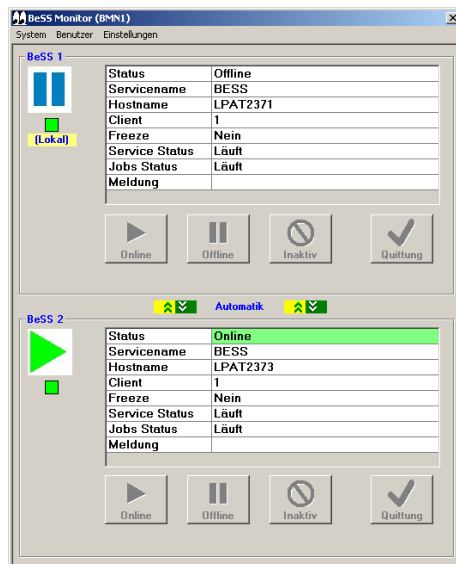 BeSS Monitor (BMN1)
System Benutzer Einstellungen
BeSS 1
(Lokal)
Status Offline
Servicename BESS
Hostname LPAT2371
Client 1
Freeze Nein
Service Status Läuft
Jobs Status Läuft
Meldung
Online Offline Inaktiv Quittung
Automatik
BeSS 2
Status Online
Servicename BESS
Hostname LPAT2373
Client 1
Freeze Nein
Service Status Läuft
Jobs Status Läuft
Meldung
Online Offline Inaktiv Quittung